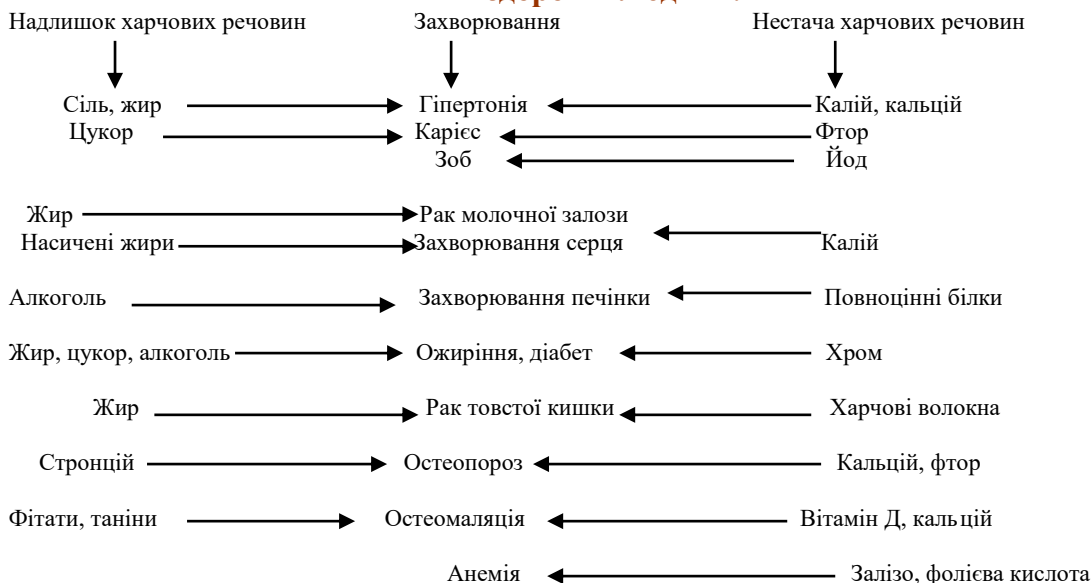 Надлишок харчових речовин Захворювання Нестача харчових речовин
Сіль, жир Гіпертонія Калій, кальцій
Цукор Карієс Фтор
Зоб Йод
Жир Рак молочної залози
Насичені жири Захворювання серця Калій
Алкоголь Захворювання печінки Повноцінні білки
Жир, цукор, алкоголь Ожиріння, діабет Хром
Жир Рак товстої кишки Харчові волокна
Стронцій Остеопороз Кальцій, фтор
Фітати, таніни Остеомаляція Вітамін Д, кальцій
Анемія Залізо, фолієва кислота